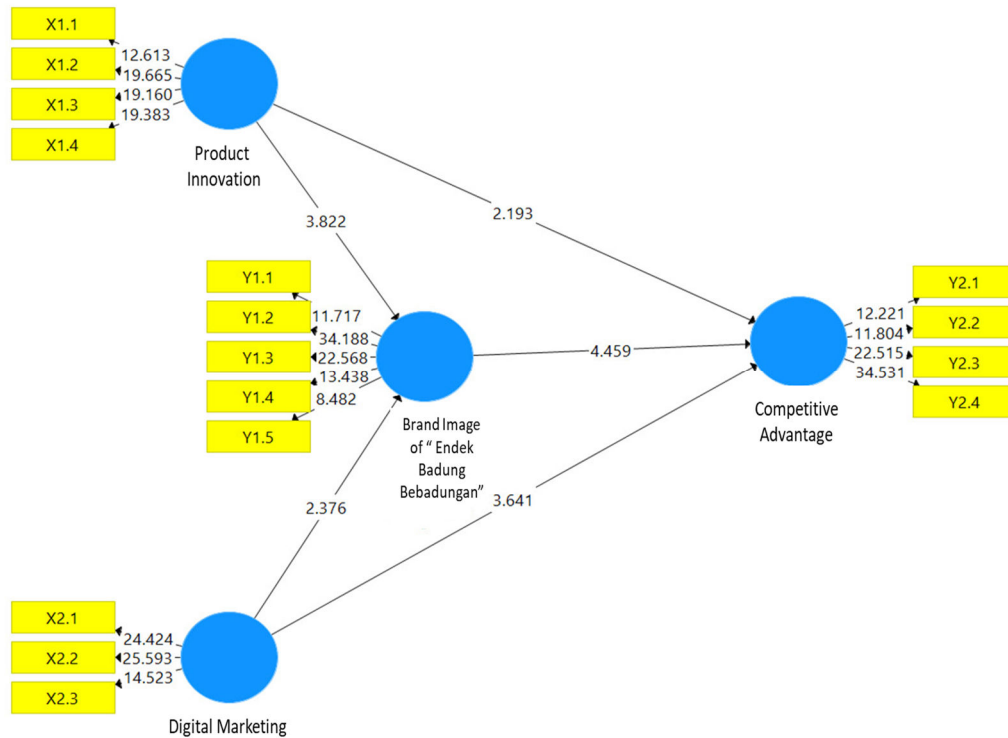 X1.1
X1.2
X1.3
X1.4
12.613
19.665
19.160
19.383
Product
Innovation
3.822
2.193
Y1.1
Y1.2
Y1.3
Y1.4
Y1.5
11.717
34.188
22.568
13.438
8.482
Brand Image
of “ Endek
Badung
Bebadungan”
4.459
Y2.1
Y2.2
Y2.3
Y2.4
12.221
11.804
22.515
34.531
Competitive
Advantage
2.376
3.641
X2.1
X2.2
X2.3
24.424
25.593
14.523
Digital Marketing